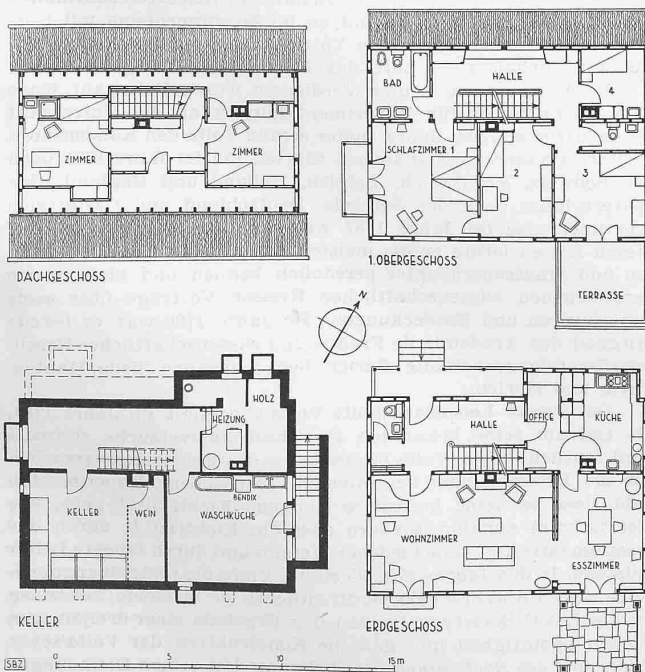 ZIMMER
ZIMMER
DACHGESCHOSS
BAD
HALLE
4
SCHLAFZIMMER 1
2
3
1. OBERGESCHOSS
TERRASSE
HEIZUNG
HOLZ
KELLER
WEIN
BENDIX
WASCHKÜCHE
KELLER
HALLE
OFFICE
KÜCHE
WOHNZIMMER
ESSZIMMER
ERDGESCHOSS
SBZ
0 5 10 15 m